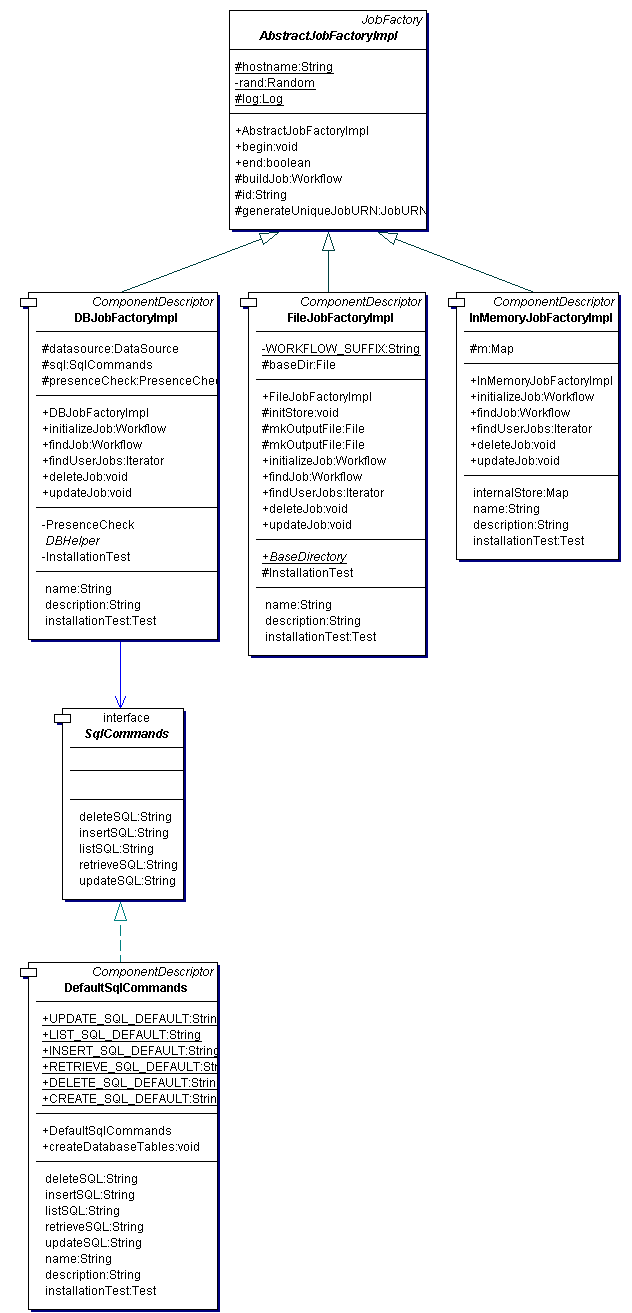 JobFactory
AbstractJobFactoryImpl
#hostname:String
-rand:Random
#log:Log
+AbstractJobFactoryImpl
+begin:void
+end:boolean
#buildJob:Workflow
#id:String
#generateUniqueJobURN:JobURN
ComponentDescriptor
DBJobFactoryImpl
#datasource:DataSource
#sql:SqlCommands
#presenceCheck:PresenceChec
+DBJobFactoryImpl
+initializeJob:Workflow
+findJob:Workflow
+findUserJobs:Iterator
+deleteJob:void
+updateJob:void
-PresenceCheck
DBHelper
-InstallationTest
name:String
description:String
installationTest:Test
ComponentDescriptor
FileJobFactoryImpl
-WORKFLOW_SUFFIX:String
#baseDir:File
+FileJobFactoryImpl
#initStore:void
#mkOutputFile:File
#mkOutputFile:File
+initializeJob:Workflow
+findJob:Workflow
+findUserJobs:Iterator
+deleteJob:void
+updateJob:void
+BaseDirectory
#InstallationTest
name:String
description:String
installationTest:Test
ComponentDescriptor
InMemoryJobFactoryImpl
#m:Map
+InMemoryJobFactoryImpl
+initializeJob:Workflow
+findJob:Workflow
+findUserJobs:Iterator
+deleteJob:void
+updateJob:void
internalStore:Map
name:String
description:String
installationTest:Test
interface
SqlCommands
deleteSQL:String
insertSQL:String
listSQL:String
retrieveSQL:String
updateSQL:String
ComponentDescriptor
DefaultSqlCommands
+UPDATE_SQL_DEFAULT:Strin
+LIST_SQL_DEFAULT:String
+INSERT_SQL_DEFAULT:String
+RETRIEVE_SQL_DEFAULT:Str
+DELETE_SQL_DEFAULT:Strin
+CREATE_SQL_DEFAULT:Strin
+DefaultSqlCommands
+createDatabaseTables:void
deleteSQL:String
insertSQL:String
listSQL:String
retrieveSQL:String
updateSQL:String
name:String
description:String
installationTest:Test